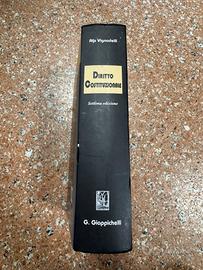 DIRITTO
COSTITUZIONALE
Settima edizione
G. Giappichelli